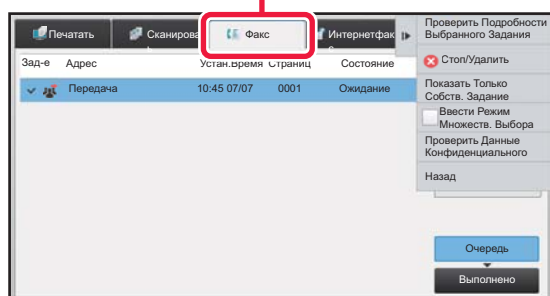 Печатать
Сканирова
ь
Факс
Интернетфак
с
Зад-е Адрес Устан.Время Страниц Состояние
Передача 10:45 07/07 0001 Ожидание
Проверить Подробности
Выбранного Задания
Стоп/Удалить
Показать Только
Собств. Задание
Ввести Режим
Множеств. Выбора
Проверить Данные
Конфиденциального
Назад
Очередь
Выполнено